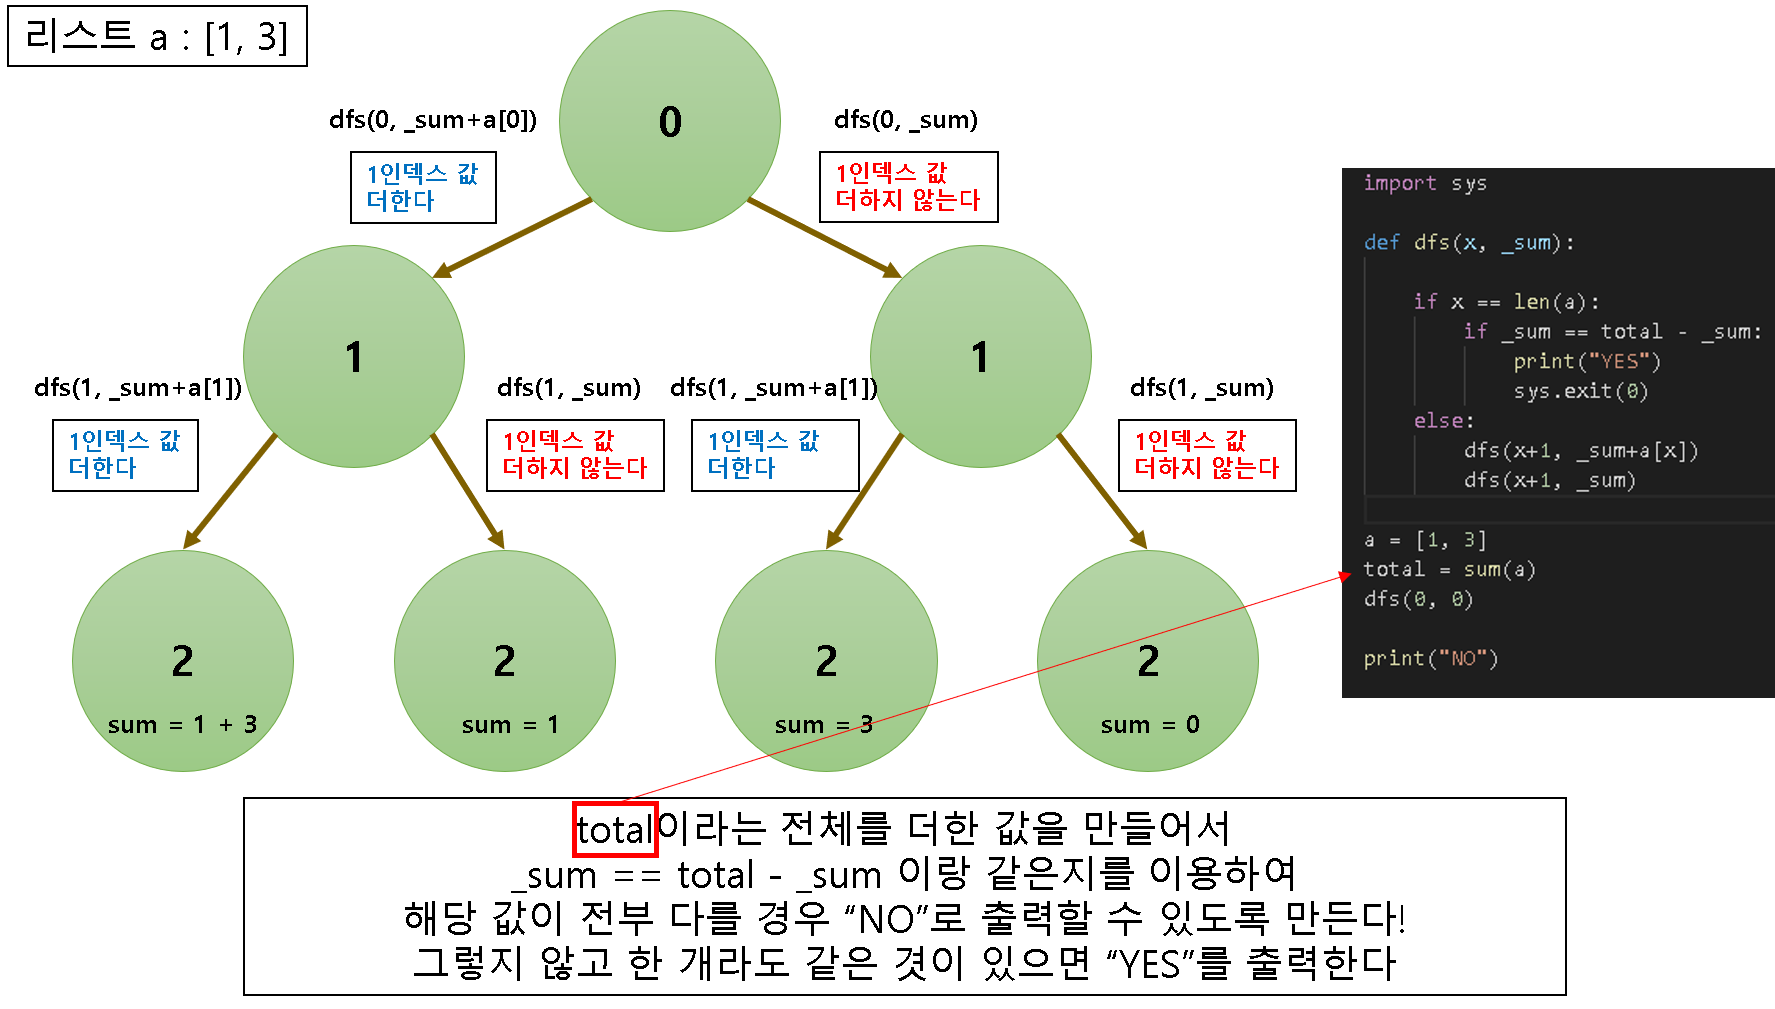 리스트 a : [1, 3]
0
dfs(0, _sum+a[0])
1인덱스 값
더한다
dfs(0, _sum)
1인덱스 값
더하지 않는다
1
1
dfs(1, _sum+a[1])
1인덱스 값
더한다
dfs(1, _sum)
1인덱스 값
더하지 않는다
dfs(1, _sum+a[1])
1인덱스 값
더한다
dfs(1, _sum)
1인덱스 값
더하지 않는다
2
sum = 1 + 3
2
sum = 1
2
sum = 3
2
sum = 0
import sys
def dfs(x, _sum):
if x == len(a):
if _sum == total - _sum:
print("YES")
sys.exit(0)
else:
dfs(x+1, _sum+a[x])
dfs(x+1, _sum)
a = [1, 3]
total = sum(a)
dfs(0, 0)
print("NO")
total이라는 전체를 더한 값을 만들어서
_sum == total - _sum 이랑 같은지를 이용하여
해당 값이 전부 다를 경우 “NO”로 출력할 수 있도록 만든다!
그렇지 않고 한 개라도 같은 겻이 있으면 “YES”를 출력한다